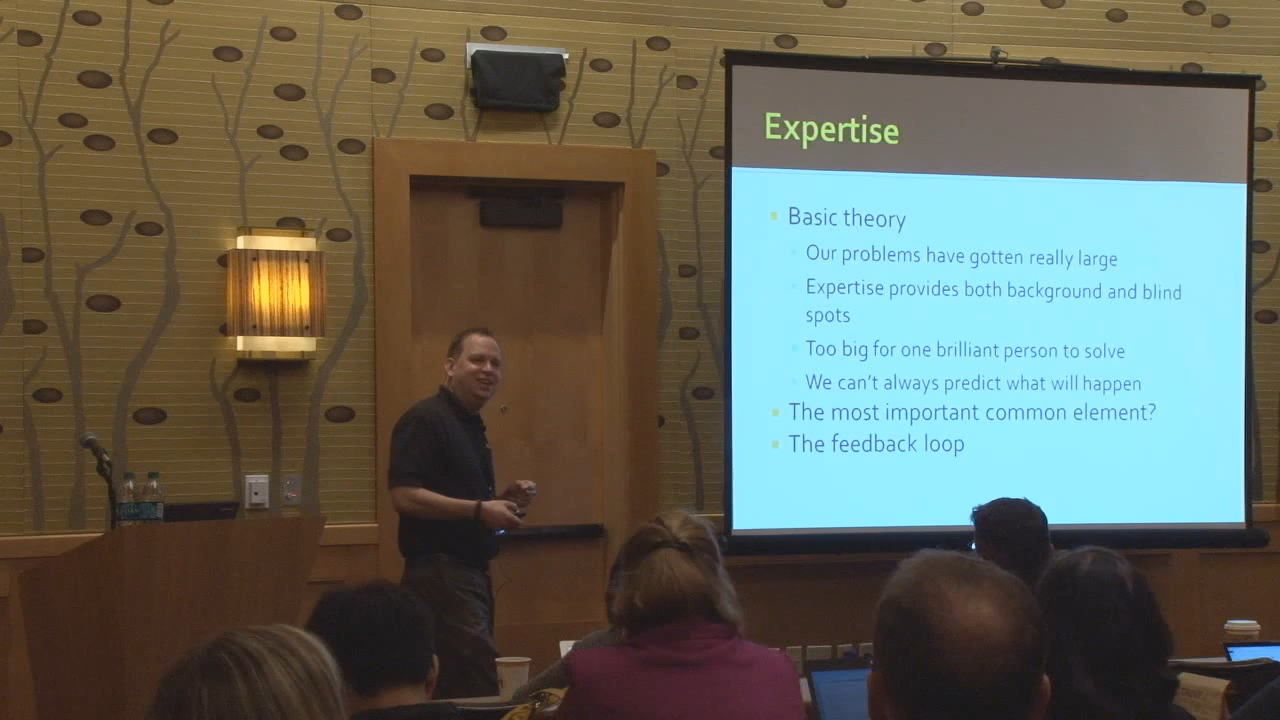 Expertise
Basic theory
Our problems have gotten really large
Expertise provides both background and blind
spots
Too big for one brilliant person to solve
We can't always predict what will happen
The most important common element?
The feedback loop